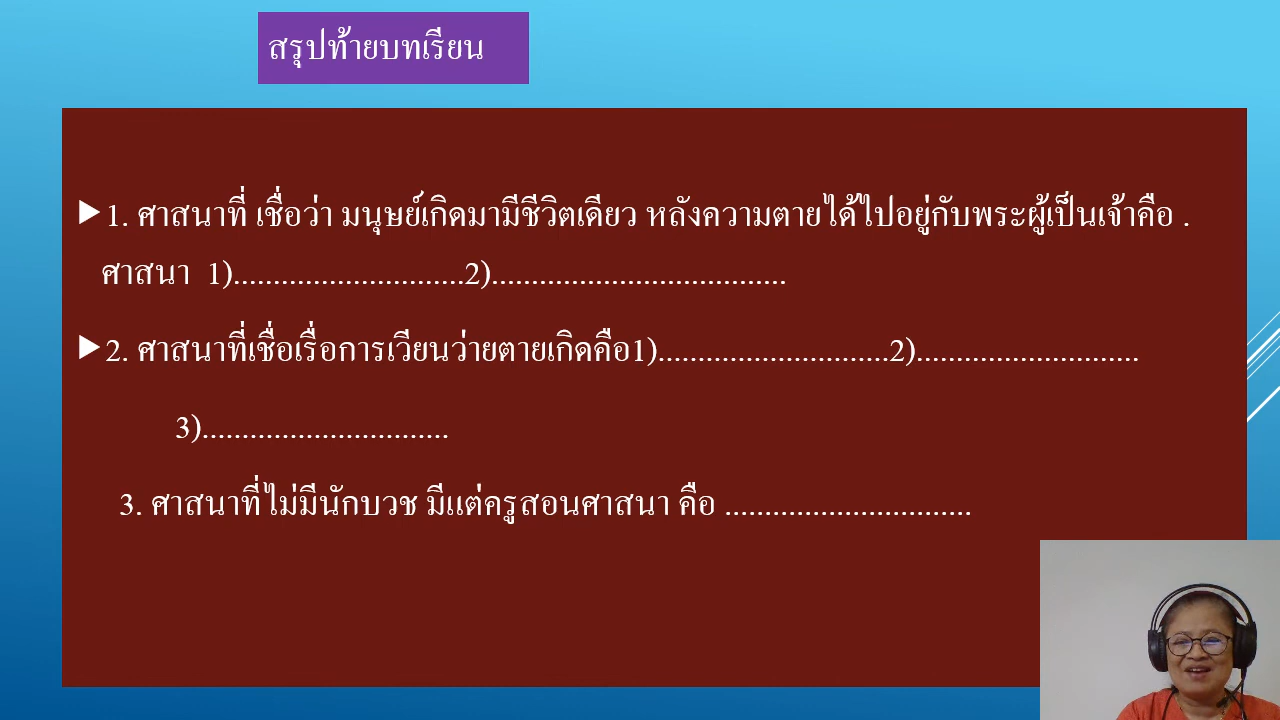 สรุปท้ายบทเรียน
1. ศาสนาที่ เชื่อว่า มนุษย์เกิดมามีชีวิตเดียว หลังความตายได้ไปอยู่กับพระผู้เป็นเจ้าคือ .
ศาสนา 1).............................2).....................................
2. ศาสนาที่เชื่อเรื่อการเวียนว่ายตายเกิดคือ1).............................2)............................
3)...............................
3. ศาสนาที่ไม่มีนักบวช มีแต่ครูสอนศาสนา คือ ...............................